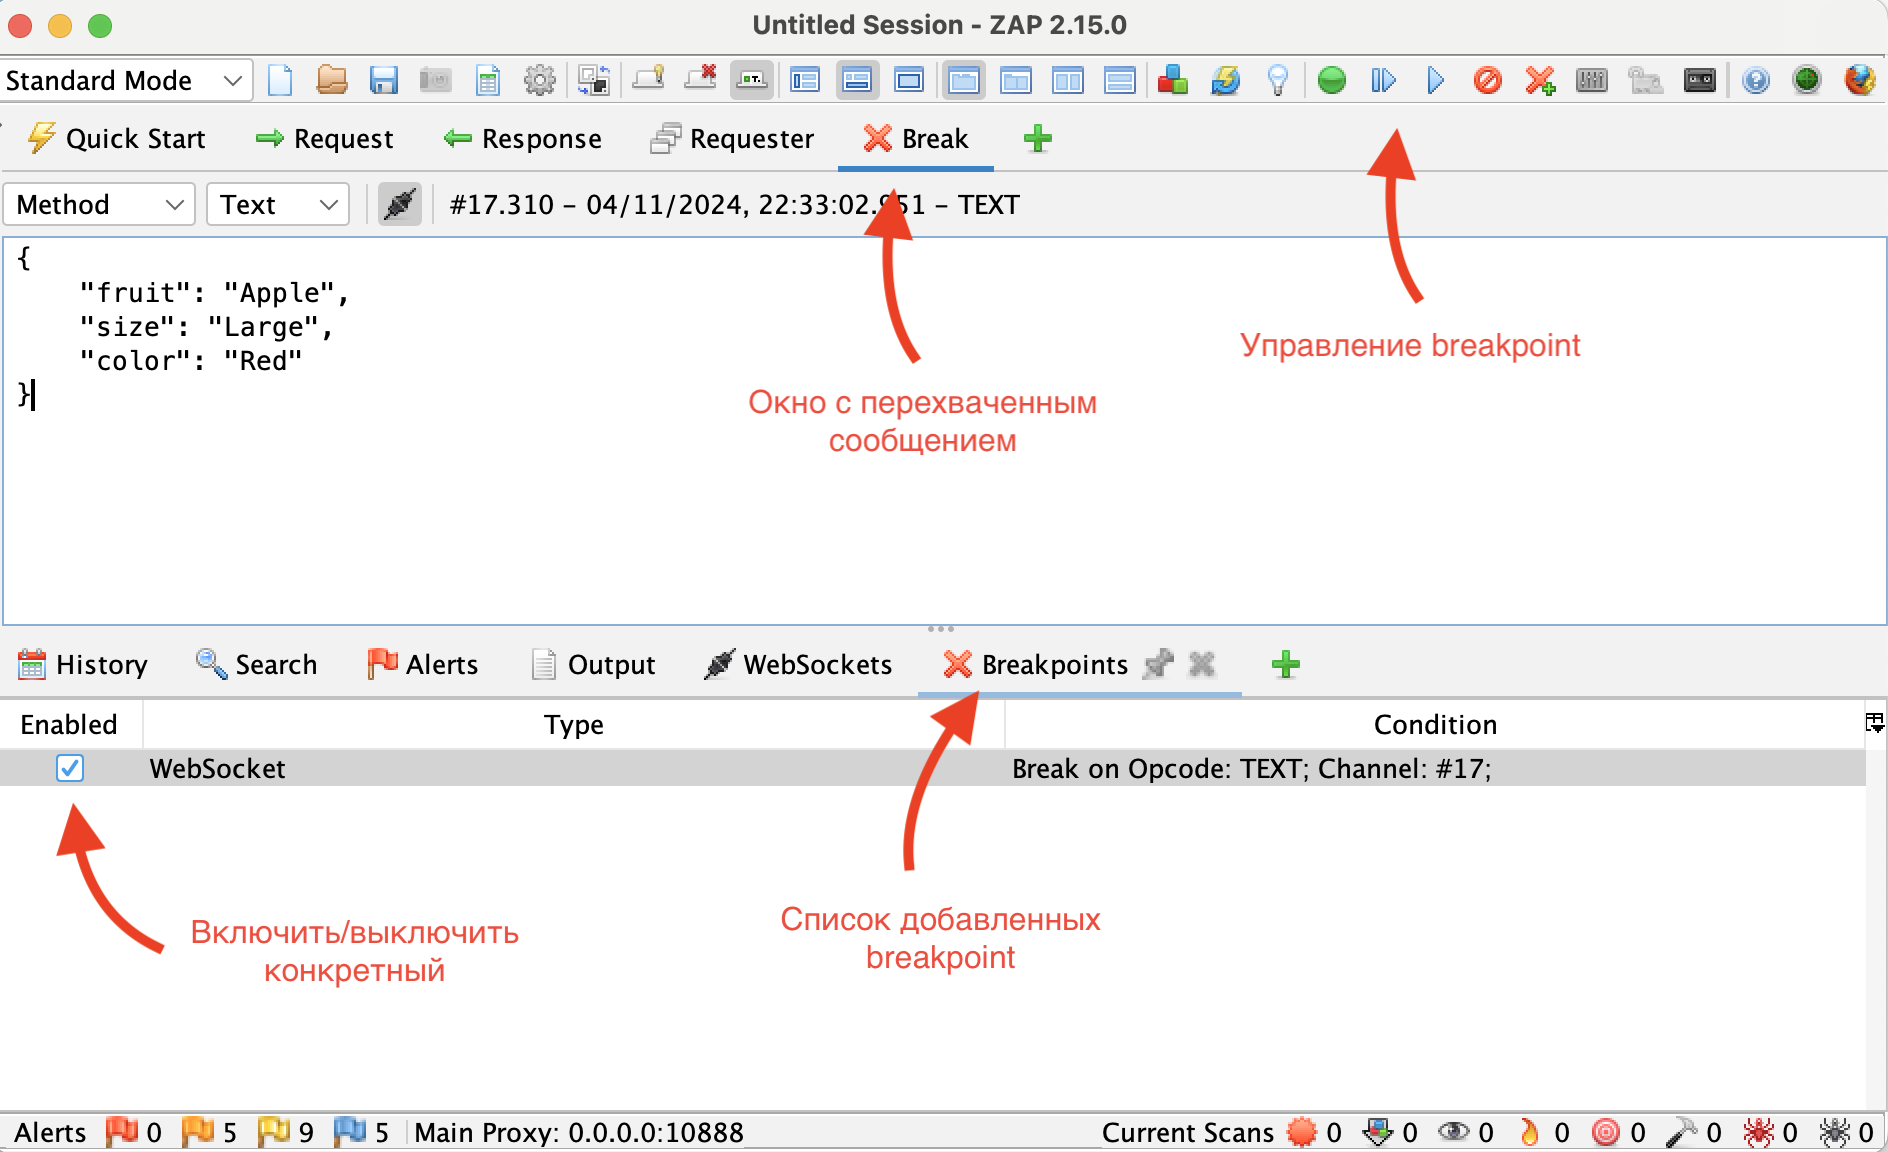 Untitled Session - ZAP 2.15.0
Standard Mode
Quick Start Request Response Requester Break
Method Text #17.310 – 04/11/2024, 22:33:02.951 – TEXT
{
"fruit": "Apple",
"size": "Large",
"color": "Red"
}
Управление breakpoint
Окно с перехваченным
сообщением
History Search Alerts Output WebSockets Breakpoints
Enabled Type Condition
WebSocket Break on Opcode: TEXT; Channel: #17;
Включить/выключить
конкретный
Список добавленных
breakpoint
Alerts 0 5 9 5 Main Proxy: 0.0.0.0:10888 Current Scans 0 0 0 0 0 0 0 0